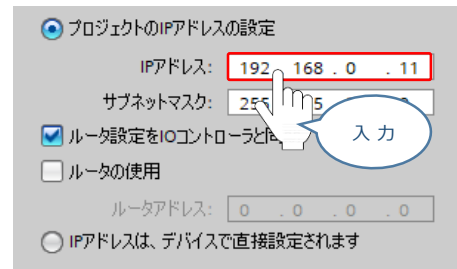 プロジェクトのIPアドレスの設定
IPアドレス: 192 . 168 . 0 . 11
サブネットマスク:
入力
ルータ設定をIOコントローラと
ルータの使用
ルータアドレス: 0 . 0 . 0 . 0
IPアドレスは、デバイスで直接設定されます